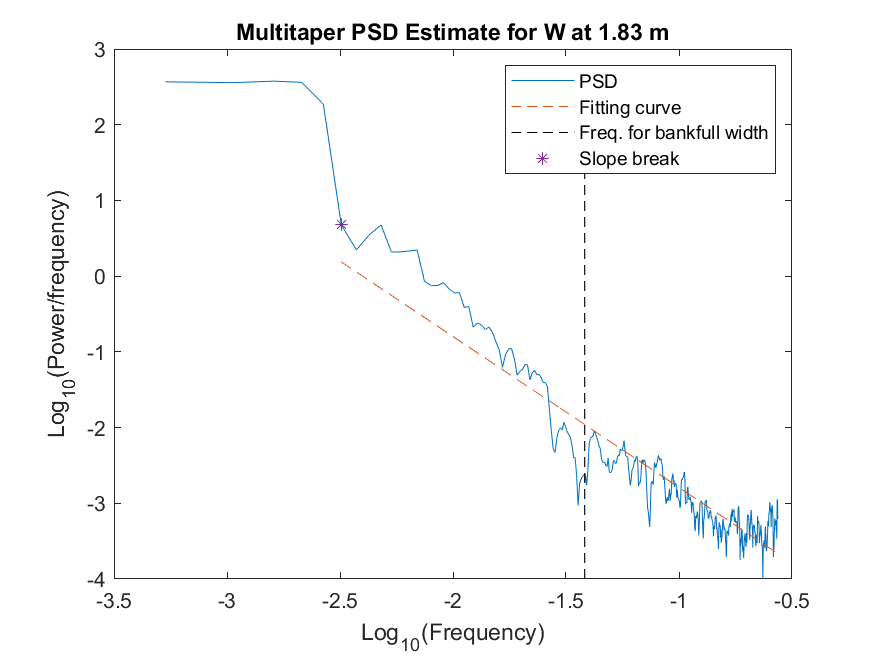 Multitaper PSD Estimate for W at 1.83 m
3
2
1
0
-1
-2
-3
-4
Log10(Power/frequency)
PSD
Fitting curve
Freq. for bankfull width
Slope break
-3.5 -3 -2.5 -2 -1.5 -1 -0.5
Log10(Frequency)